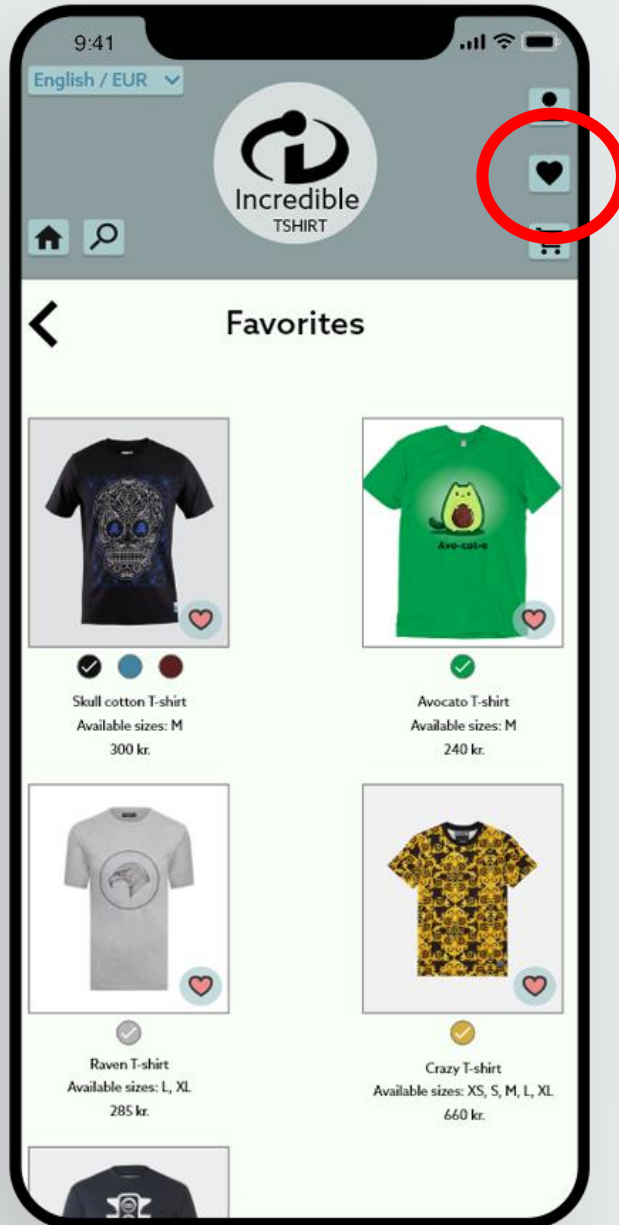 9:41
English / EUR
Incredible
TSHIRT
Favorites
Avo-cat-o
Skull cotton T-shirt
Available sizes: M
300 kr.
Avocato T-shirt
Available sizes: M
240 kr.
Raven T-shirt
Available sizes: L, XL
285 kr.
Crazy T-shirt
Available sizes: XS, S, M, L, XL
660 kr.